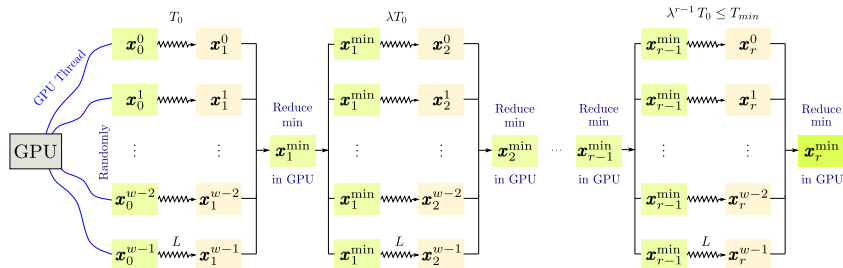 T_0 λT_0 λ^{r−1} T_0 ≤ T_{min}
x_0^0 x_1^0 x_1^{min} x_2^0 x_{r−1}^{min} x_r^0
GPU Thread
x_0^1 x_1^1 x_1^{min} x_2^1 x_{r−1}^{min} x_r^1
Reduce Reduce Reduce Reduce
min min min min
Randomly
GPU ⋮ ⋮ x_1^{min} ⋮ ⋮ x_2^{min} ... x_{r−1}^{min} ⋮ ⋮ x_r^{min}
in GPU in GPU in GPU in GPU
x_0^{w−2} x_1^{w−2} x_1^{min} x_2^{w−2} x_{r−1}^{min} x_r^{w−2}
L L L
x_0^{w−1} x_1^{w−1} x_1^{min} x_2^{w−1} x_{r−1}^{min} x_r^{w−1}